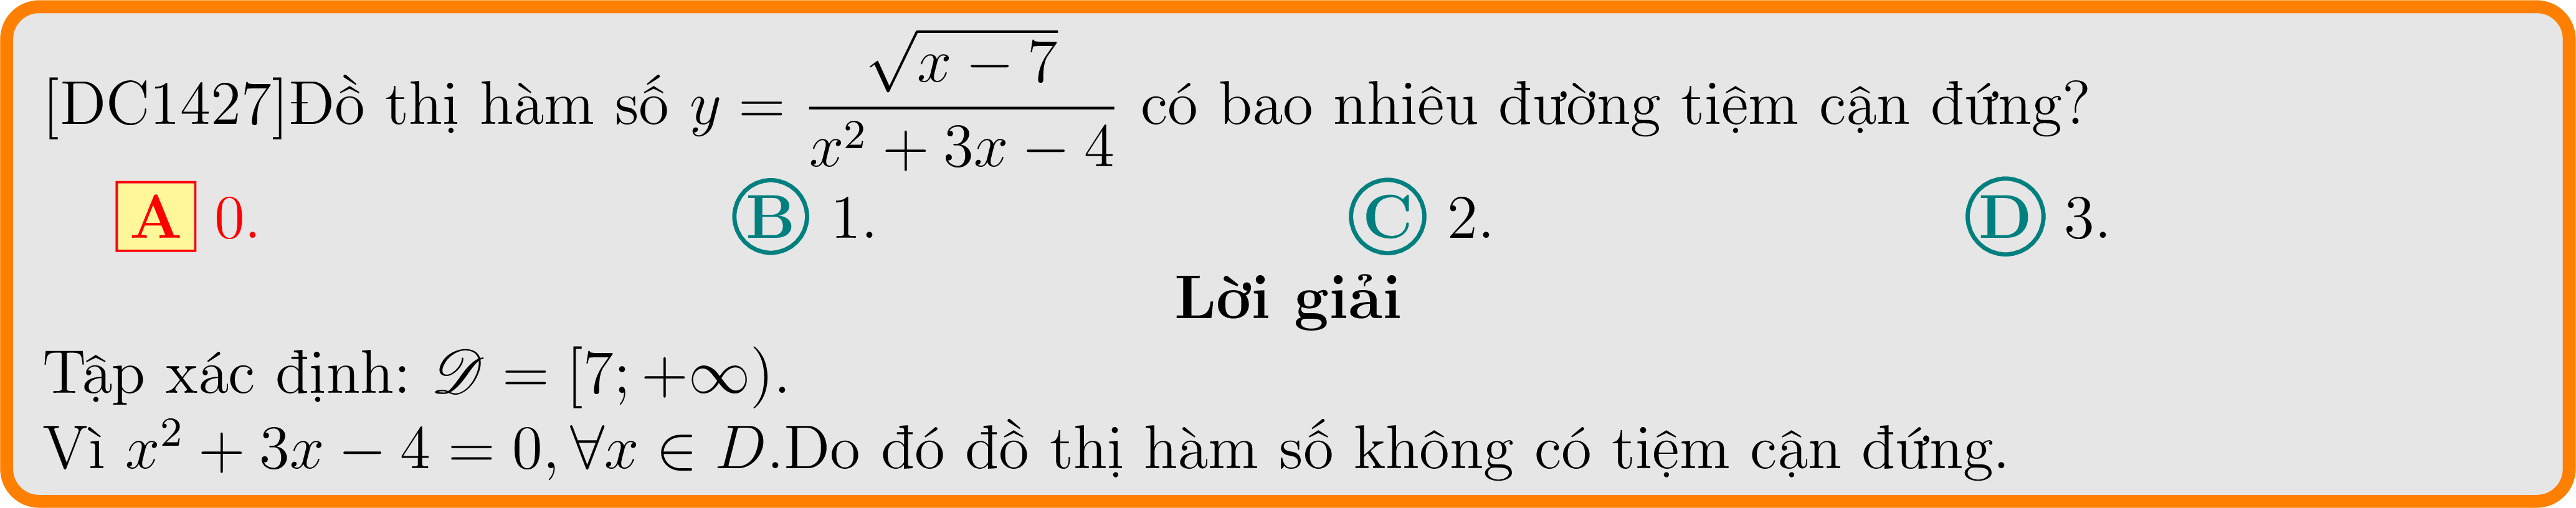 [DC1427]Đồ thị hàm số $y = \dfrac{\sqrt{x-7}}{x^2+3x-4}$ có bao nhiêu đường tiệm cận đứng?
A 0. B 1. C 2. D 3.
Lời giải
Tập xác định: $\mathscr{D} = [7; +\infty)$.
Vì $x^2 + 3x - 4 = 0, \forall x \in D$.Do đó đồ thị hàm số không có tiệm cận đứng.